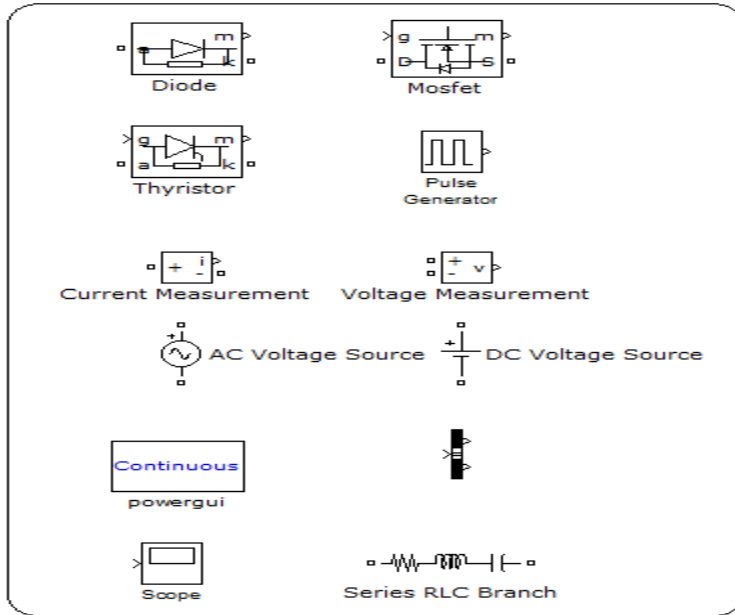 m
a k
Diode
g m
D S
Mosfet
g m
a k
Thyristor
Pulse
Generator
+ i
-
Current Measurement
+
- v
Voltage Measurement
+
AC Voltage Source
+
DC Voltage Source
Continuous
powergui
Scope
Series RLC Branch